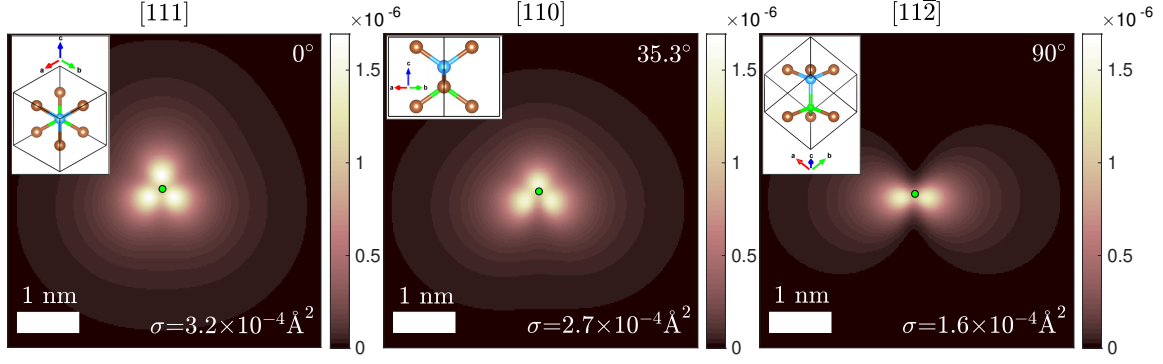 [111]
×10⁻⁶
c
a
b
0°
1.5
1
0.5
0
1 nm
σ=3.2×10⁻⁴Å²
[110]
×10⁻⁶
c
a
b
35.3°
1.5
1
0.5
0
1 nm
σ=2.7×10⁻⁴Å²
[112̅]
×10⁻⁶
a
c
b
90°
1.5
1
0.5
0
1 nm
σ=1.6×10⁻⁴Å²